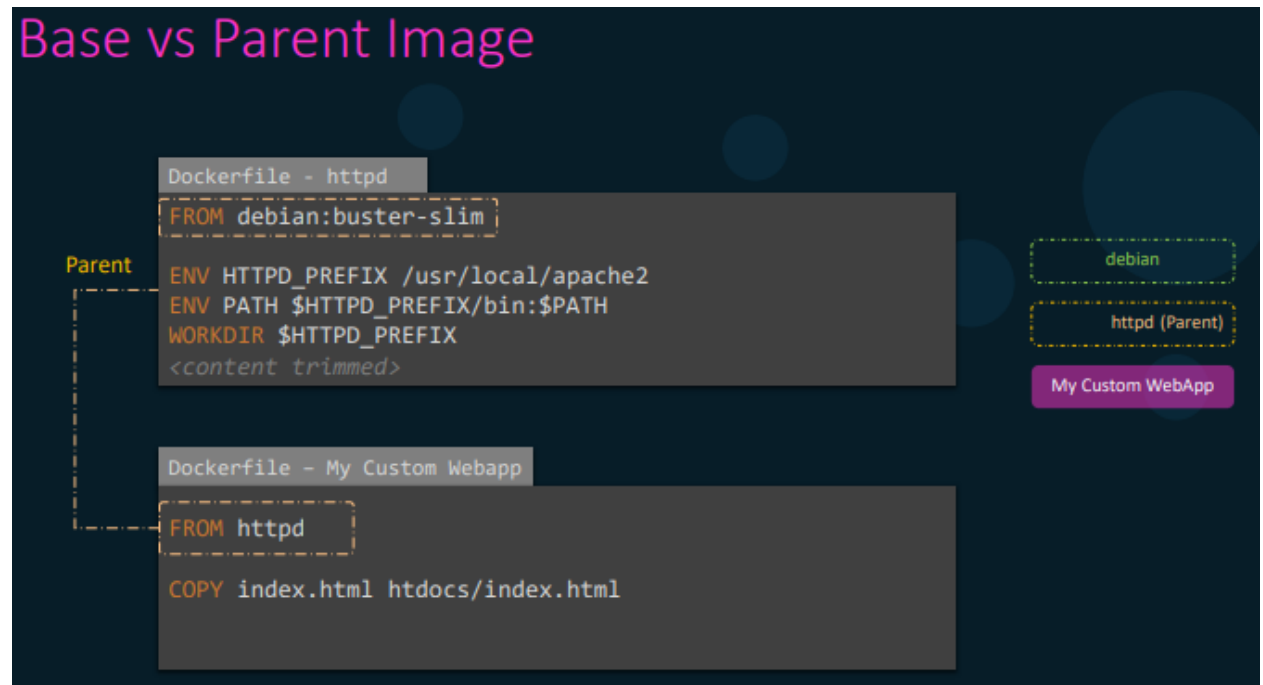 Base vs Parent Image
Dockerfile - httpd
FROM debian:buster-slim
Parent
ENV HTTPD_PREFIX /usr/local/apache2
ENV PATH $HTTPD_PREFIX/bin:$PATH
WORKDIR $HTTPD_PREFIX
<content trimmed>
debian
httpd (Parent)
My Custom WebApp
Dockerfile – My Custom Webapp
FROM httpd
COPY index.html htdocs/index.html